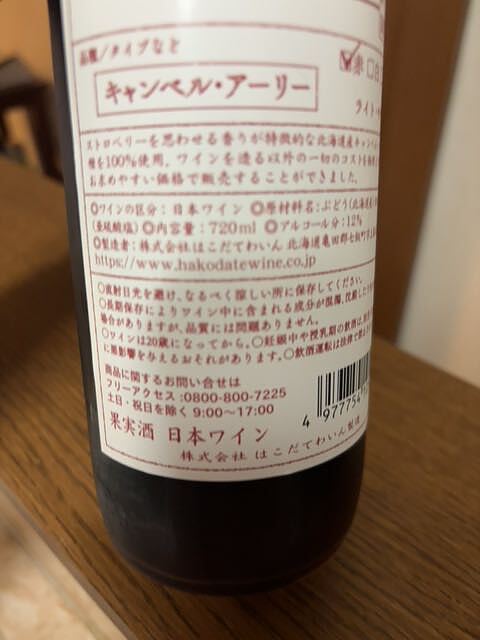 品種/タイプなど
☑赤 □白
キャンベル・アーリー
ライト・
ストロベリーを思わせる香りが特徴的な北海道産キャンベ
種を100%使用。ワインを造る以外の一切のコストを
お求めやすい価格で販売することができました。
◎ワインの区分：日本ワイン ◎原材料名：ぶどう(北海道
(亜硫酸塩) ◎内容量：720ml ◎アルコール分：12%
◎製造者：株式会社はこだてわいん 北海道亀田郡七飯町字上
https://www.hakodatewine.co.jp
○直射日光を避け、なるべく涼しい所に保存してください。
○長期保存によりワイン中に含まれる成分が混濁、沈殿した
場合がありますが、品質には問題ありません。
○ワインは20歳になってから。○妊娠中や授乳期の飲酒は、
に悪影響を与えるおそれがあります。○飲酒運転は法律で
商品に関するお問い合せは
フリーアクセス:0800-800-7225
土日・祝日を除く 9:00〜17:00
4 977754
果実酒 日本ワイン
株式会社 はこだてわいん製造